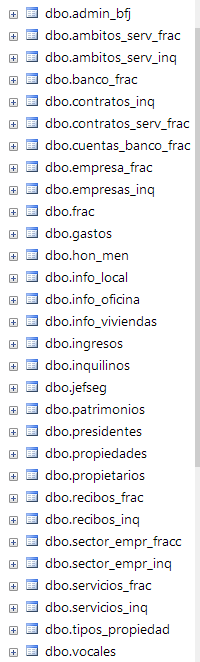 dbo.admin_bfj
dbo.ambitos_serv_frac
dbo.ambitos_serv_inq
dbo.banco_frac
dbo.contratos_inq
dbo.contratos_serv_frac
dbo.cuentas_banco_frac
dbo.empresa_frac
dbo.empresas_inq
dbo.frac
dbo.gastos
dbo.hon_men
dbo.info_local
dbo.info_oficina
dbo.info_viviendas
dbo.ingresos
dbo.inquilinos
dbo.jefseg
dbo.patrimonios
dbo.presidentes
dbo.propiedades
dbo.propietarios
dbo.recibos_frac
dbo.recibos_inq
dbo.sector_empr_fracc
dbo.sector_empr_inq
dbo.servicios_frac
dbo.servicios_inq
dbo.tipos_propiedad
dbo.vocales